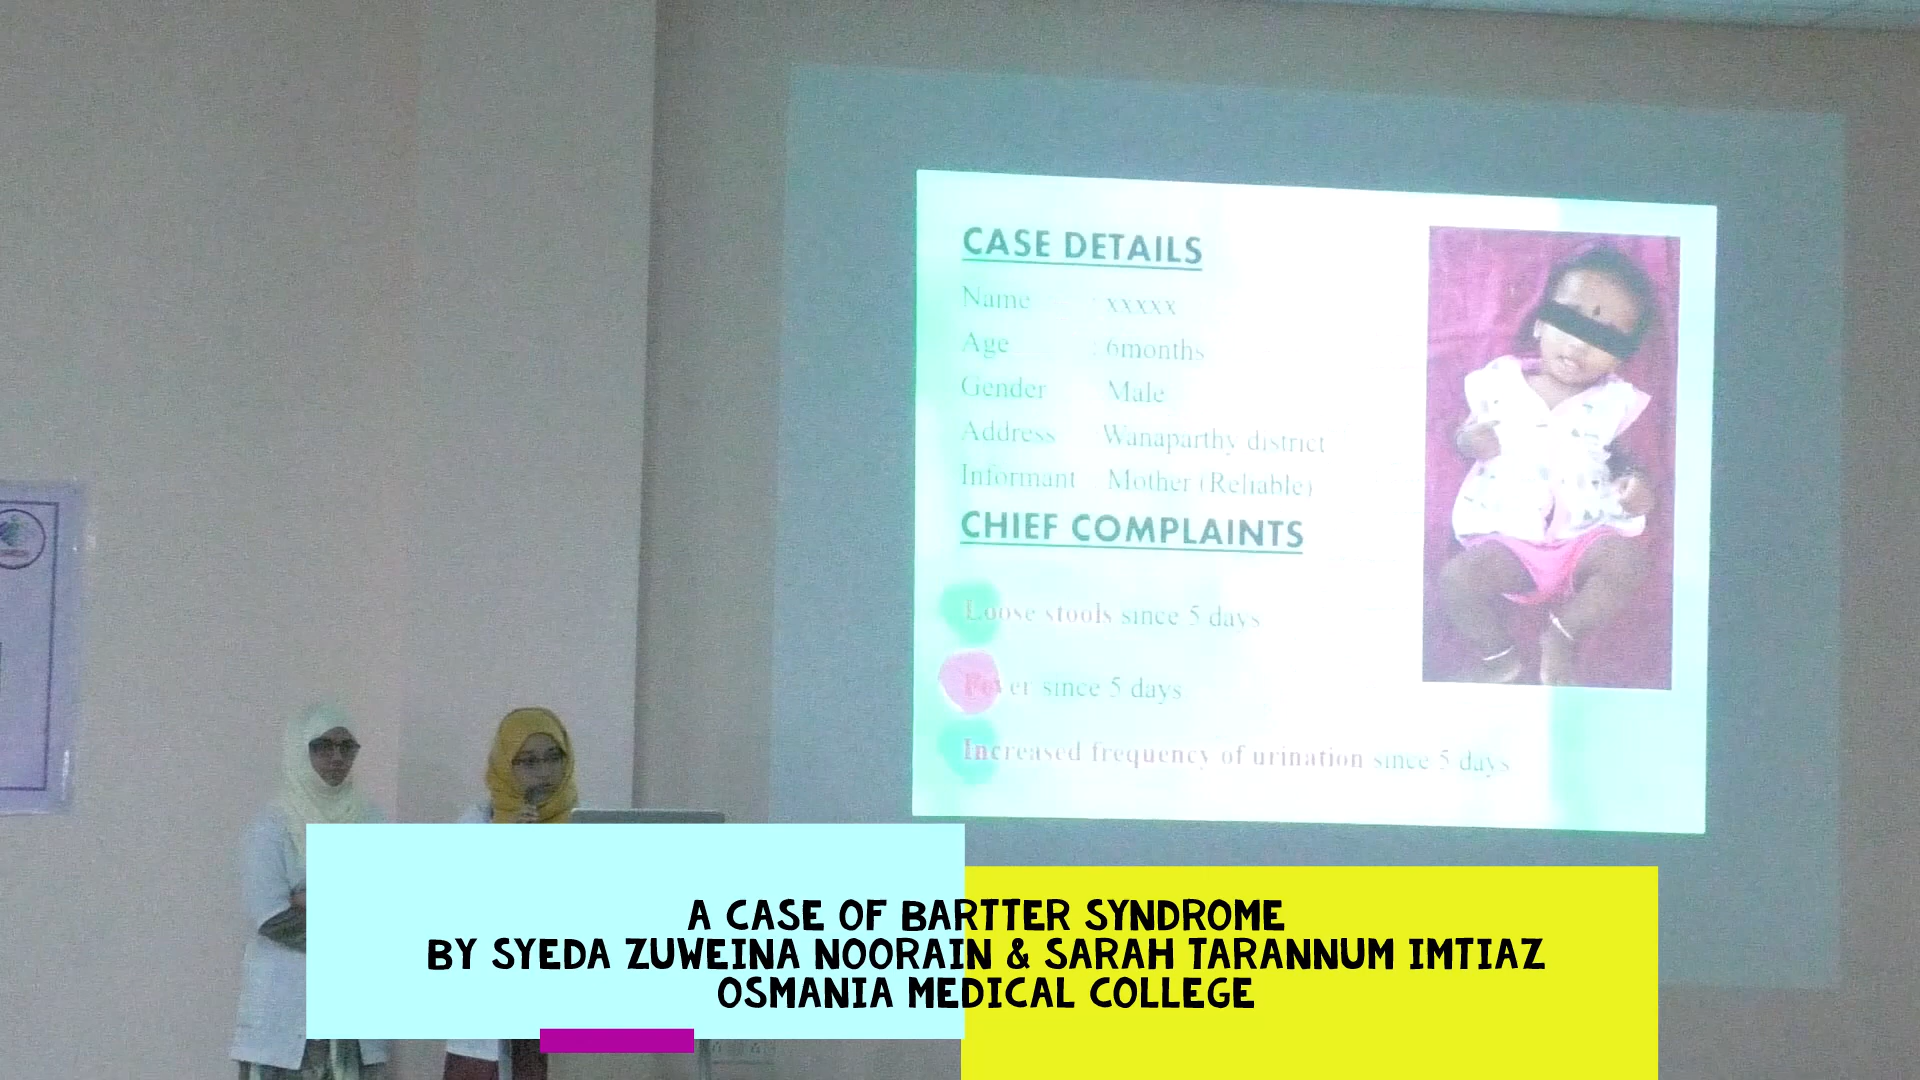 CASE DETAILS
Name : xxxxx
Age : 6months
Gender Male
Address Wanaparthy district
Informant : Mother (Reliable)
CHIEF COMPLAINTS
Loose stools since 5 days
Fever since 5 days
Increased frequency of urination since 5 days
A CASE OF BARTTER SYNDROME
BY SYEDA ZUWEINA NOORAIN & SARAH TARANNUM IMTIAZ
OSMANIA MEDICAL COLLEGE